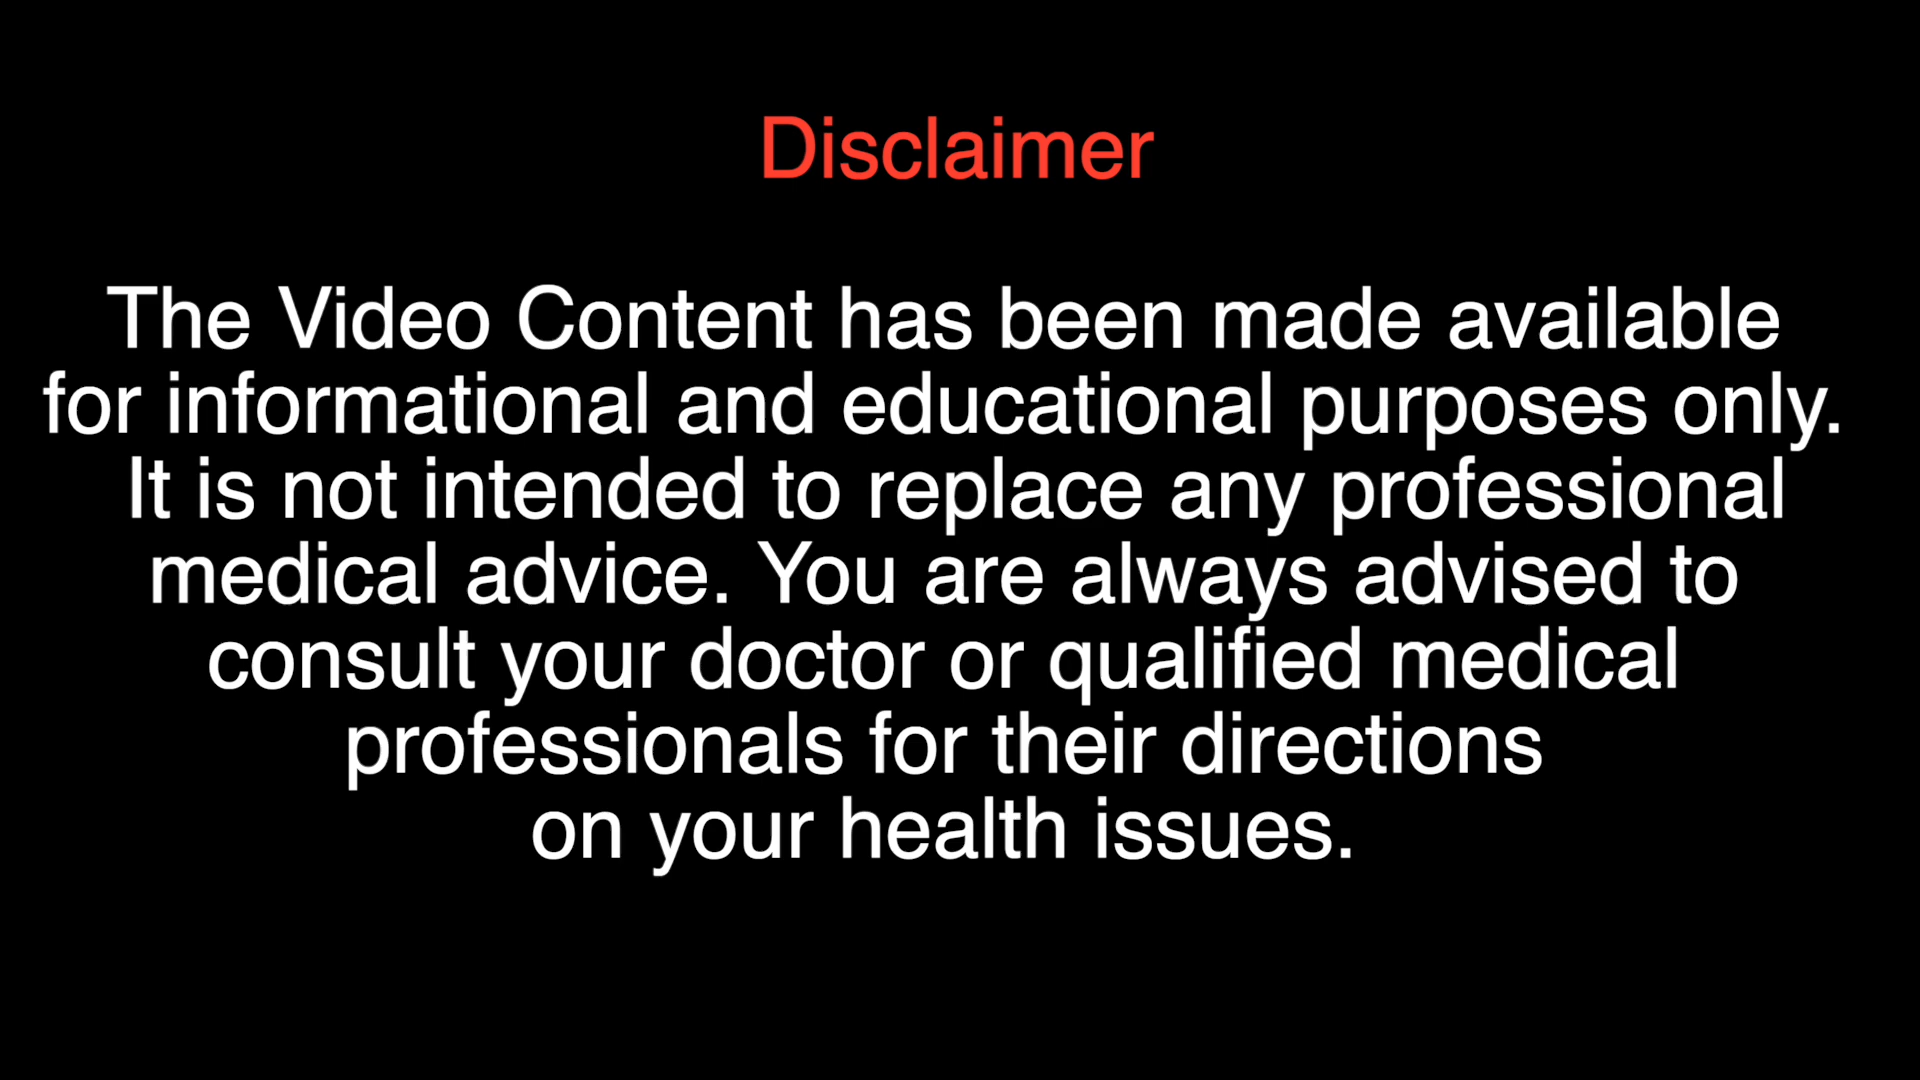 Disclaimer
The Video Content has been made available
for informational and educational purposes only.
It is not intended to replace any professional
medical advice. You are always advised to
consult your doctor or qualified medical
professionals for their directions
on your health issues.